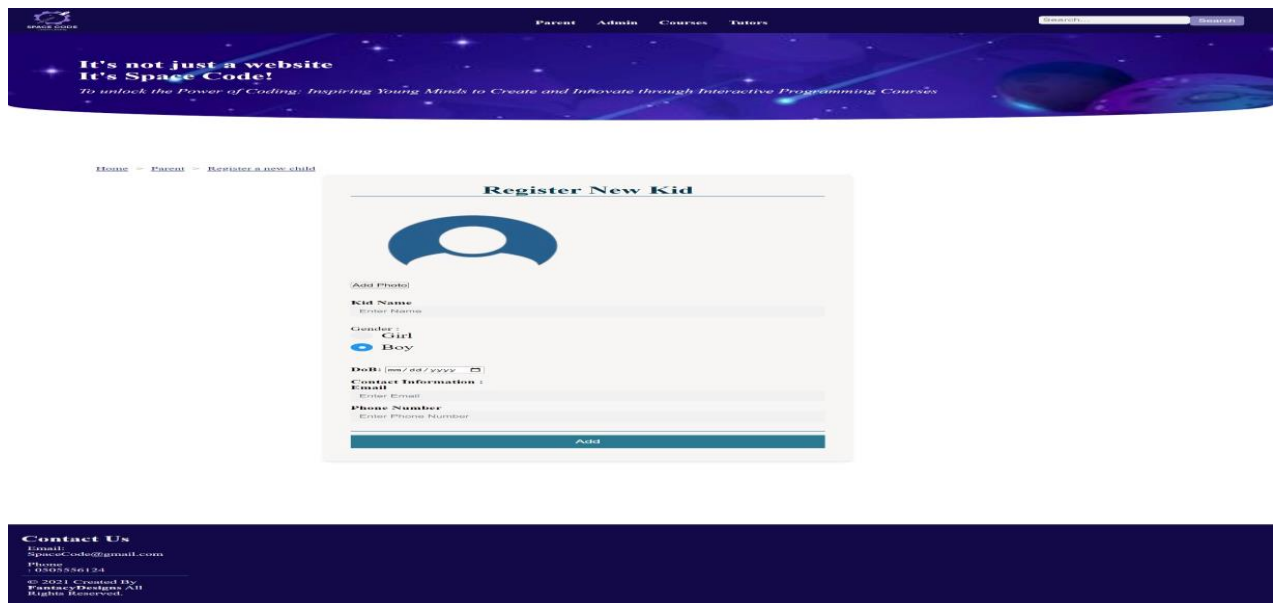 SPACE CODE
Parent Admin Courses Tutors
Search... Search
It's not just a website
It's Space Code!
To unlock the Power of Coding: Inspiring Young Minds to Create and Innovate through Interactive Programming Courses
Home > Parent > Register a new child
Register New Kid
Add Photo
Kid Name
Enter Name
Gender :
Girl
Boy
DoB: mm/dd/yyyy
Contact Information :
Email
Enter Email
Phone Number
Enter Phone Number
Add
Contact Us
Email:
SpaceCode@gmail.com
Phone
: 0505556124
© 2021 Created By
FantacyDesigns All
Rights Reserved.